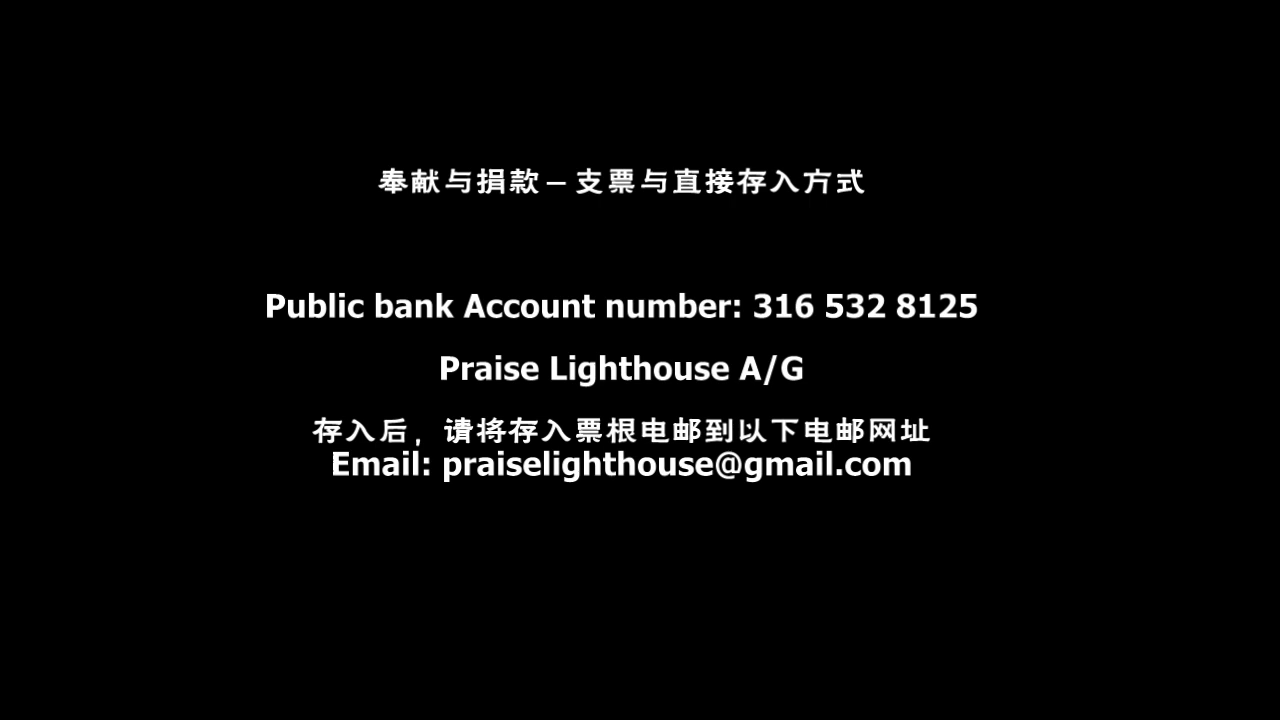 奉献与捐款 – 支票与直接存入方式
Public bank Account number: 316 532 8125
Praise Lighthouse A/G
存入后，请将存入票根电邮到以下电邮网址
Email: praiselighthouse@gmail.com